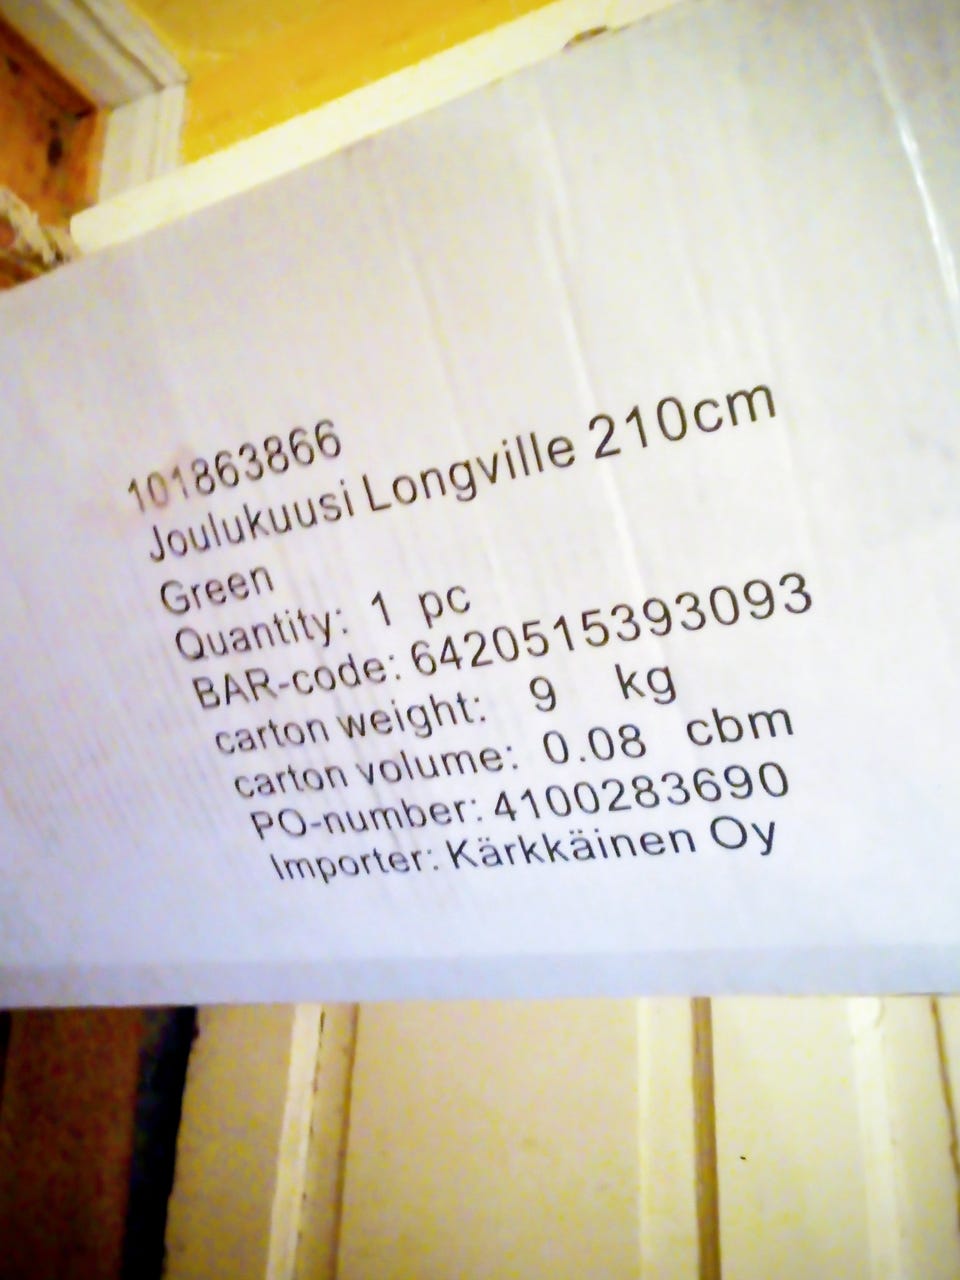 101863866
Joulukuusi Longville 210cm
Green
Quantity: 1 pc
BAR-code: 6420515393093
carton weight: 9 kg
carton volume: 0.08 cbm
PO-number: 4100283690
Importer: Kärkkäinen Oy